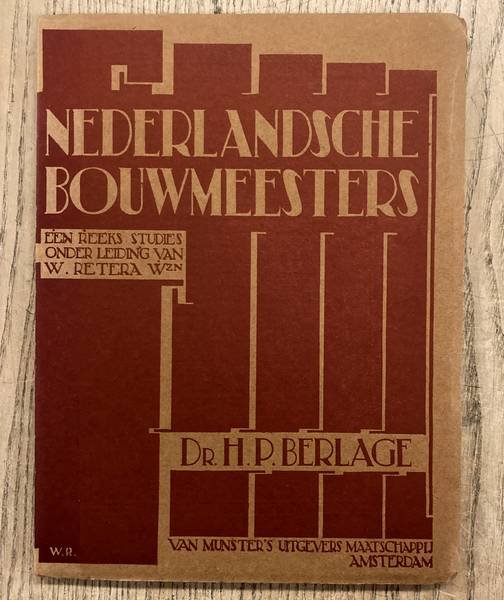 NEDERLANDSCHE
BOUWMEESTERS
EEN REEKS STUDIES
ONDER LEIDING VAN
W. RETERA WZN
DR. H. P. BERLAGE
W.R.
VAN MUNSTER'S UITGEVERS MAATSCHAPPIJ
AMSTERDAM